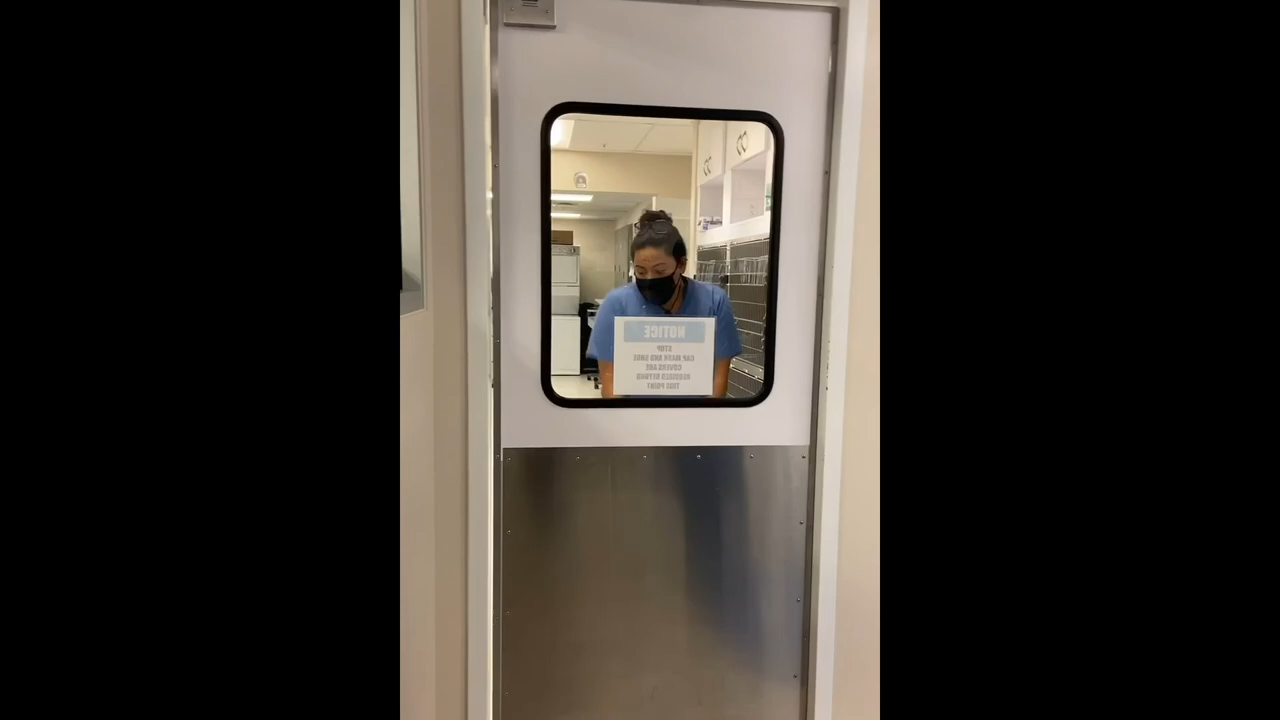 NOTICE
STOP
CAP, MASK AND SHOE
COVERS ARE
REQUIRED BEYOND
THIS POINT